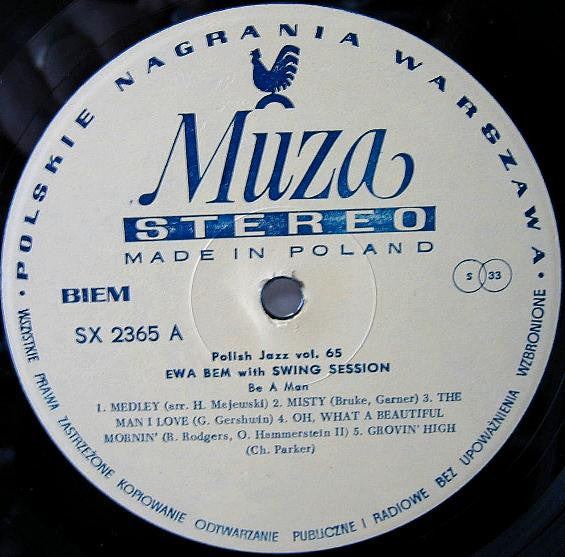 • POLSKIE NAGRANIA WARSZAWA •
Muza
STEREO
MADE IN POLAND
BIEM
S 33
SX 2365 A
Polish Jazz vol. 65
EWA BEM with SWING SESSION
Be A Man
1. MEDLEY (arr. H. Majewski) 2. MISTY (Bruke, Garner) 3. THE
MAN I LOVE (G. Gershwin) 4. OH, WHAT A BEAUTIFUL
MORNIN' (R. Rodgers, O. Hammerstein II) 5. GROVIN' HIGH
(Ch. Parker)
WSZYSTKIE PRAWA ZASTRZEŻONE KOPIOWANIE ODTWARZANIE PUBLICZNE I RADIOWE BEZ UPOWAŻNIENIA WZBRONIONE